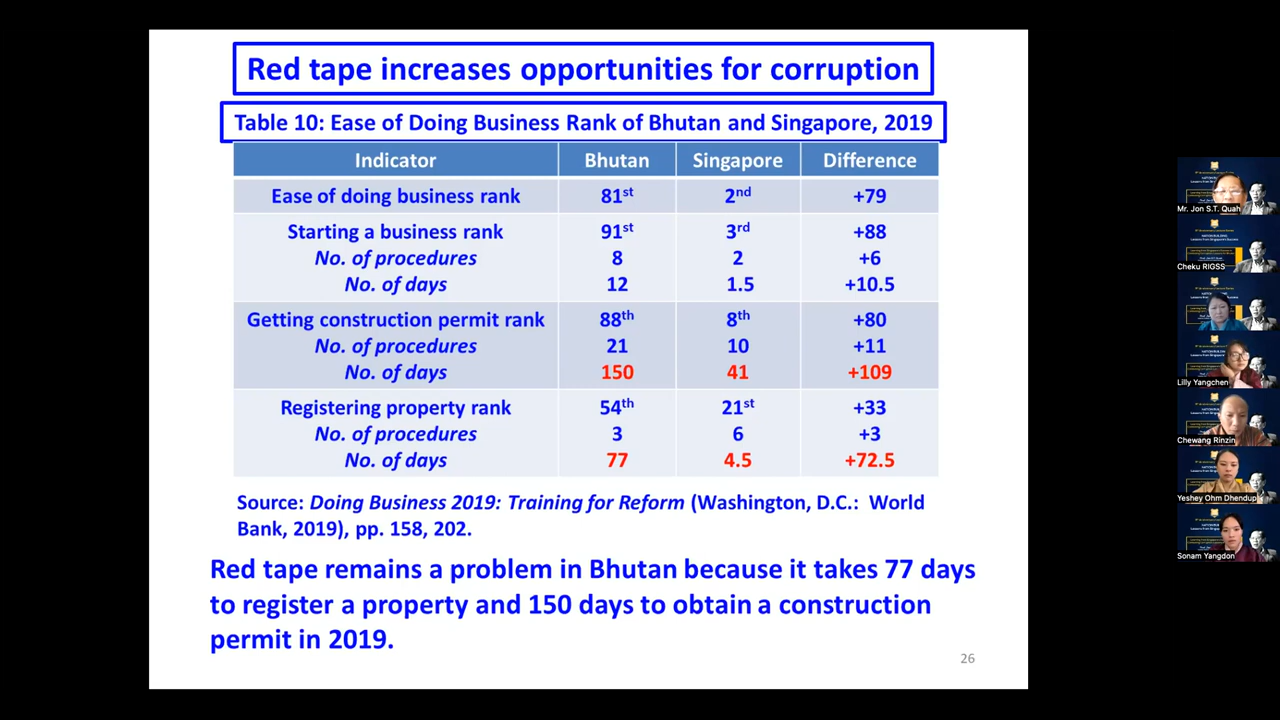 Red tape increases opportunities for corruption
Table 10: Ease of Doing Business Rank of Bhutan and Singapore, 2019
Indicator Bhutan Singapore Difference
Ease of doing business rank 81st 2nd +79
Starting a business rank 91st 3rd +88
No. of procedures 8 2 +6
No. of days 12 1.5 +10.5
Getting construction permit rank 88th 8th +80
No. of procedures 21 10 +11
No. of days 150 41 +109
Registering property rank 54th 21st +33
No. of procedures 3 6 +3
No. of days 77 4.5 +72.5
Source: Doing Business 2019: Training for Reform (Washington, D.C.: World
Bank, 2019), pp. 158, 202.
Red tape remains a problem in Bhutan because it takes 77 days
to register a property and 150 days to obtain a construction
permit in 2019.
26
Mr. Jon S.T. Quah
Cheku RIGSS
Lilly Yangchen
Chewang Rinzin
Yeshey Ohm Dhendup
Sonam Yangdon